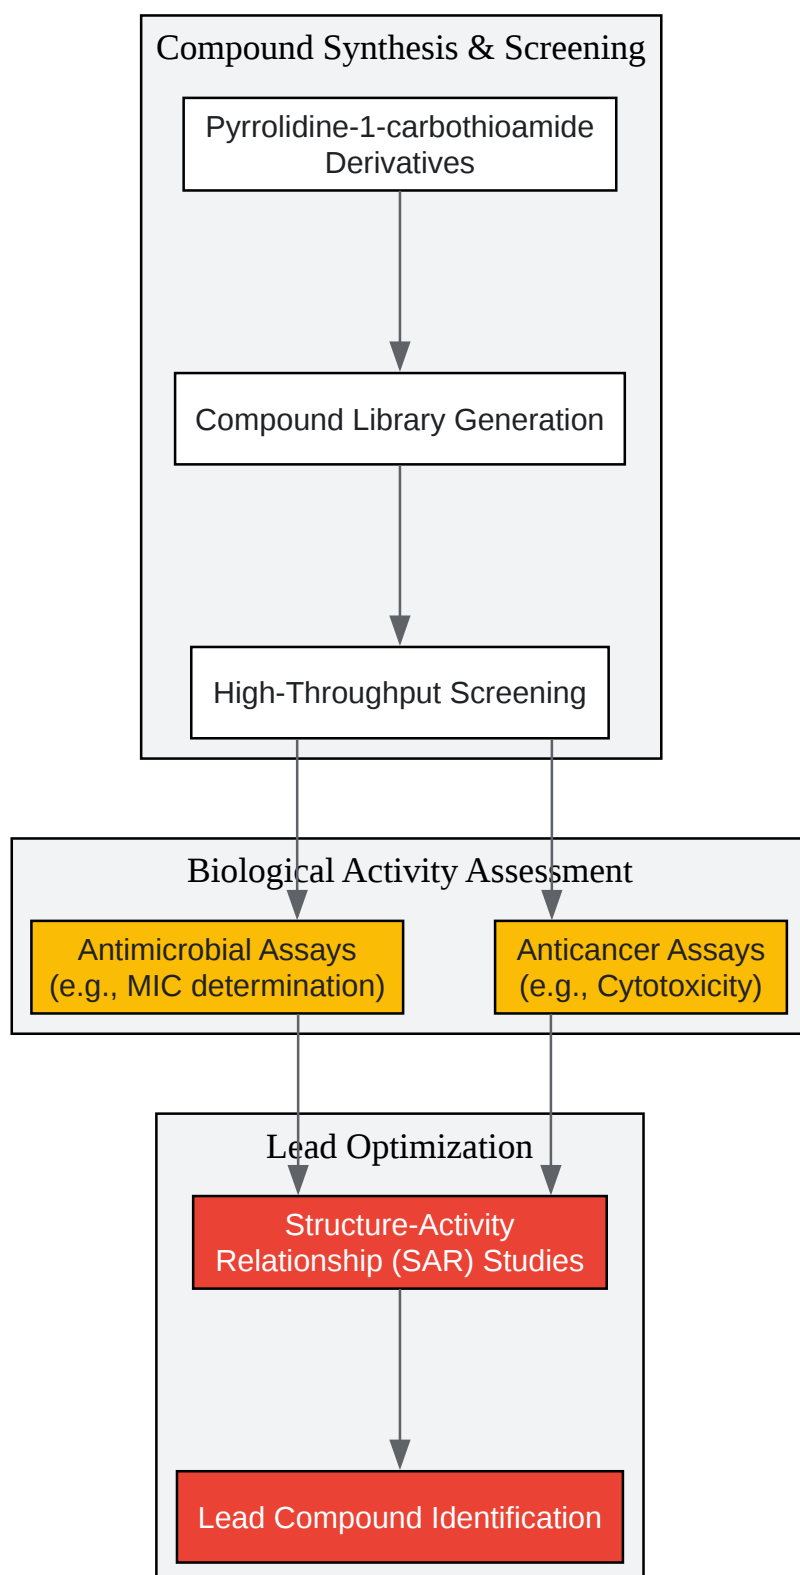 Compound Synthesis & Screening
Pyrrolidine-1-carbothioamide
Derivatives
Compound Library Generation
High-Throughput Screening
Biological Activity Assessment
Antimicrobial Assays
(e.g., MIC determination)
Anticancer Assays
(e.g., Cytotoxicity)
Lead Optimization
Structure-Activity
Relationship (SAR) Studies
Lead Compound Identification